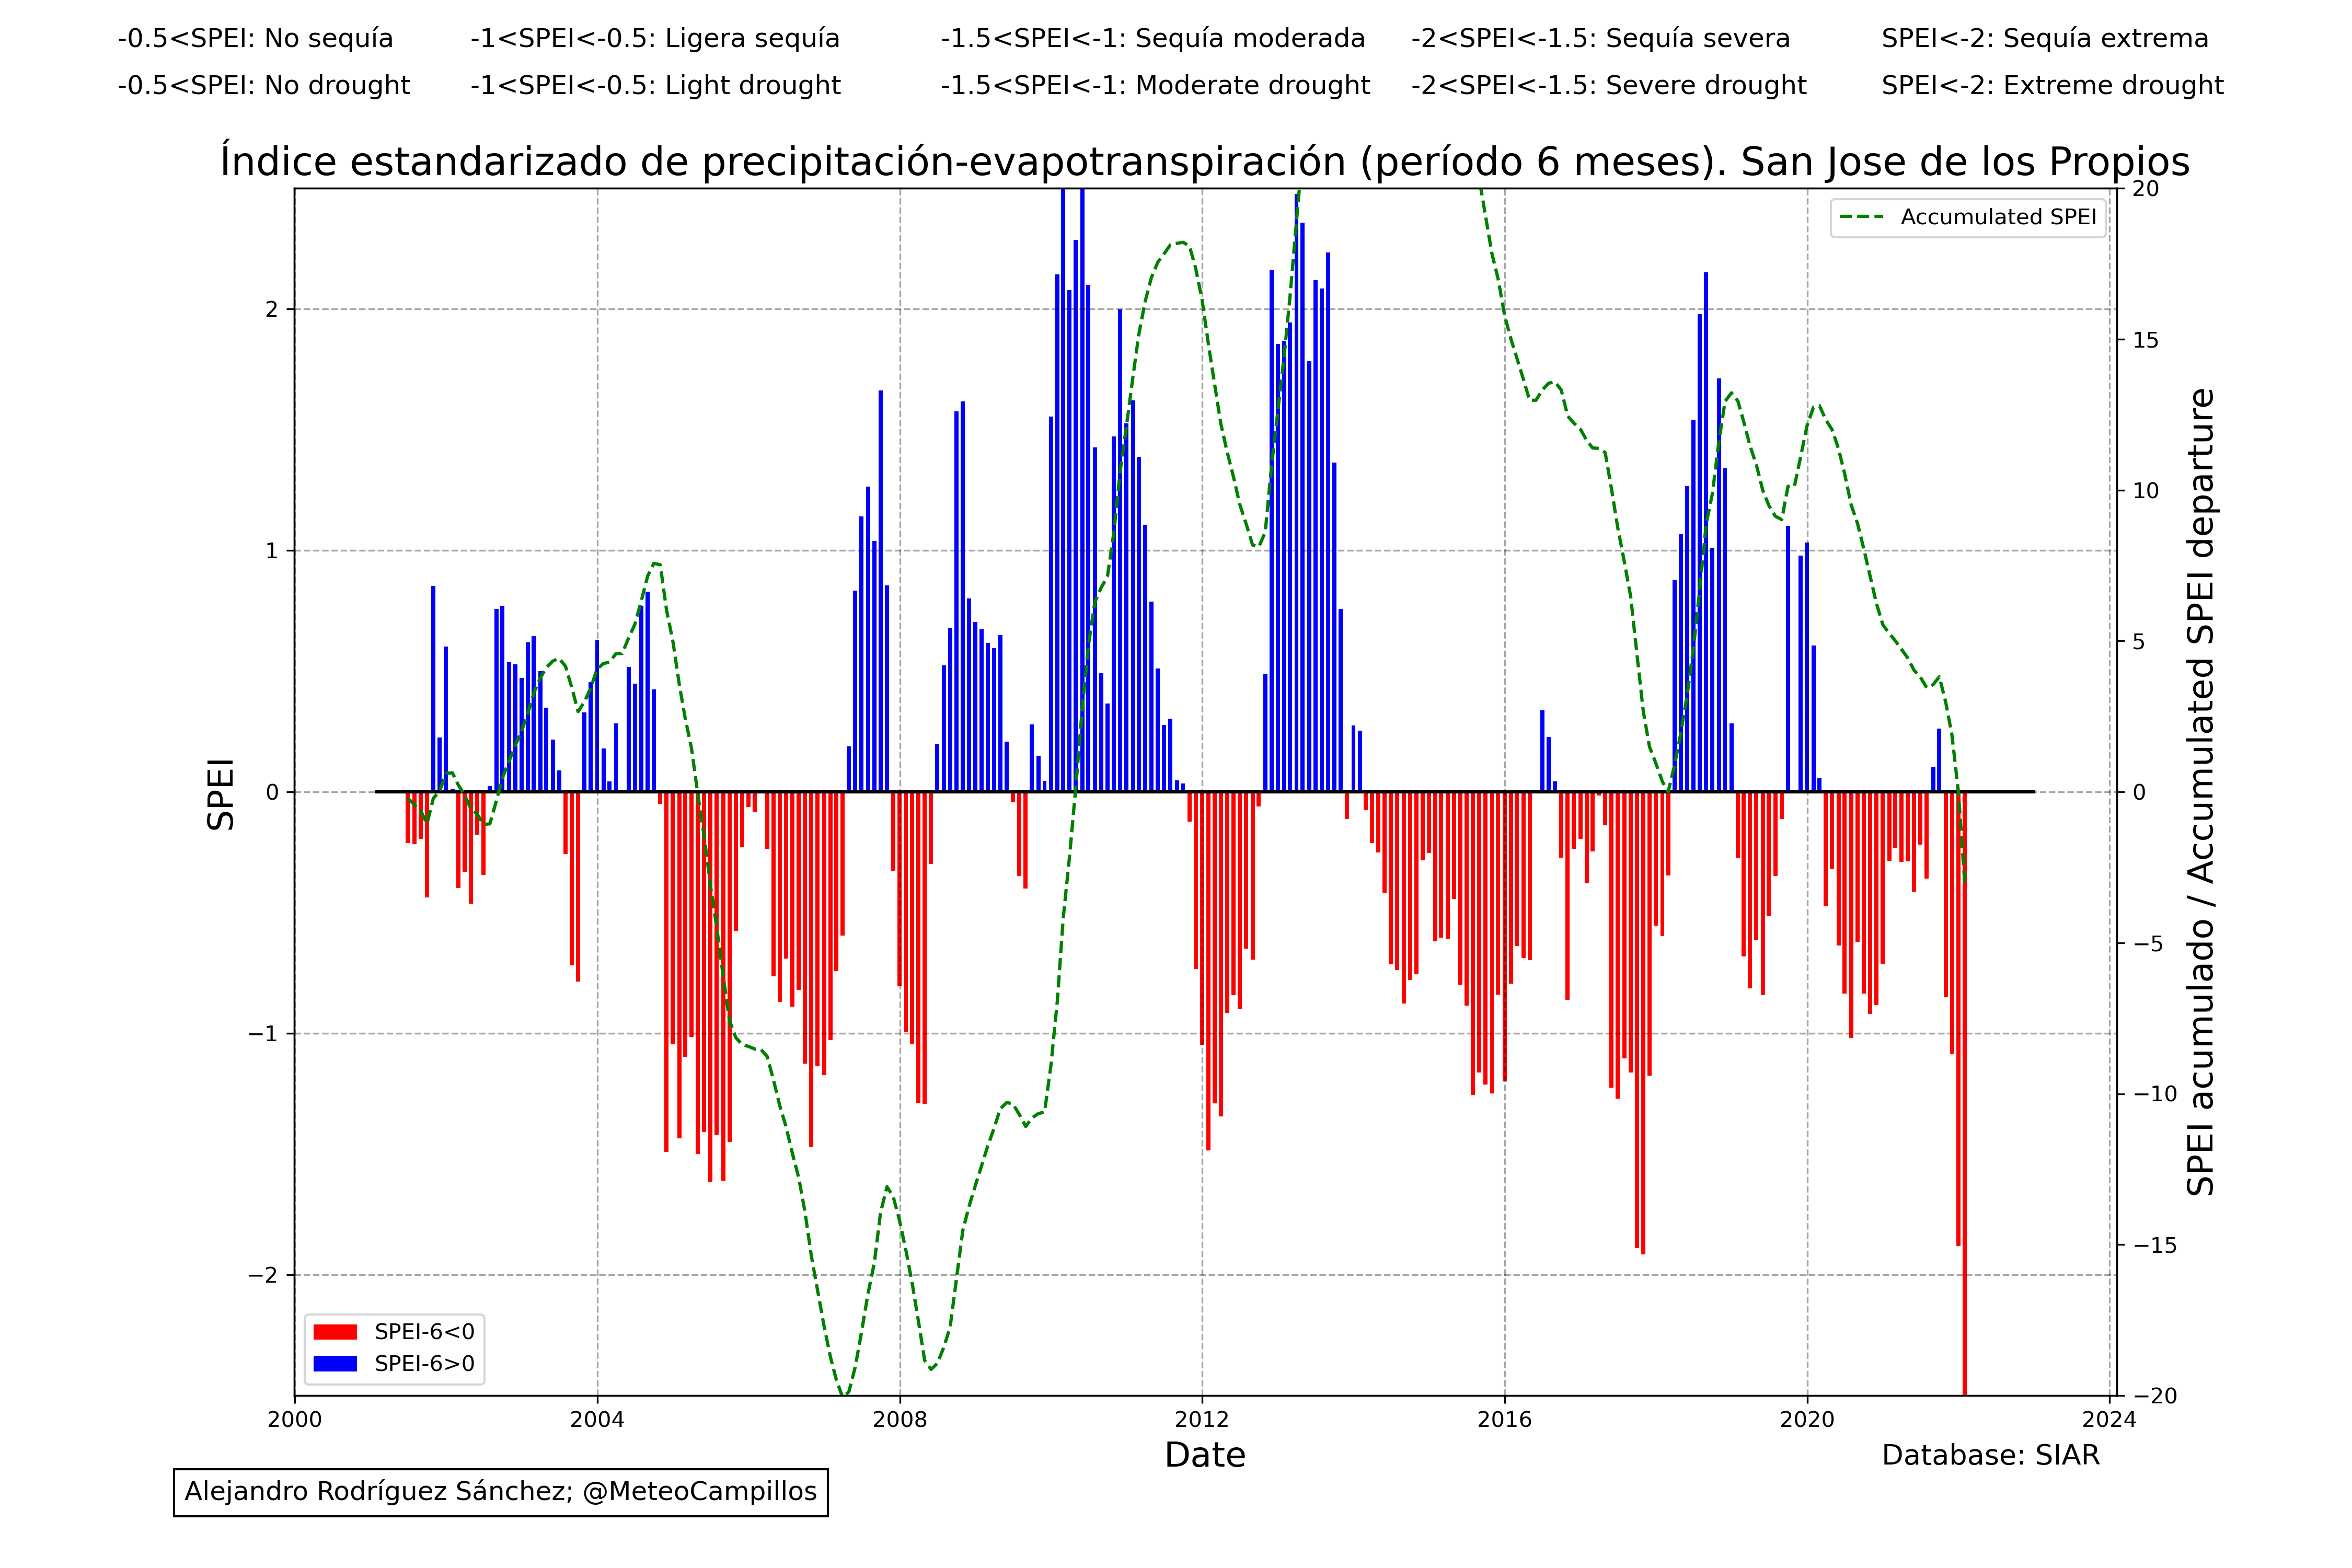 -0.5<SPEI: No sequía -1<SPEI<-0.5: Ligera sequía -1.5<SPEI<-1: Sequía moderada -2<SPEI<-1.5: Sequía severa SPEI<-2: Sequía extrema
-0.5<SPEI: No drought -1<SPEI<-0.5: Light drought -1.5<SPEI<-1: Moderate drought -2<SPEI<-1.5: Severe drought SPEI<-2: Extreme drought
Índice estandarizado de precipitación-evapotranspiración (período 6 meses). San Jose de los Propios
Accumulated SPEI
2
1
0
−1
−2
SPEI
20
15
10
5
0
−5
−10
−15
−20
SPEI acumulado / Accumulated SPEI departure
SPEI-6<0
SPEI-6>0
2000 2004 2008 2012 2016 2020 2024
Date
Database: SIAR
Alejandro Rodríguez Sánchez; @MeteoCampillos